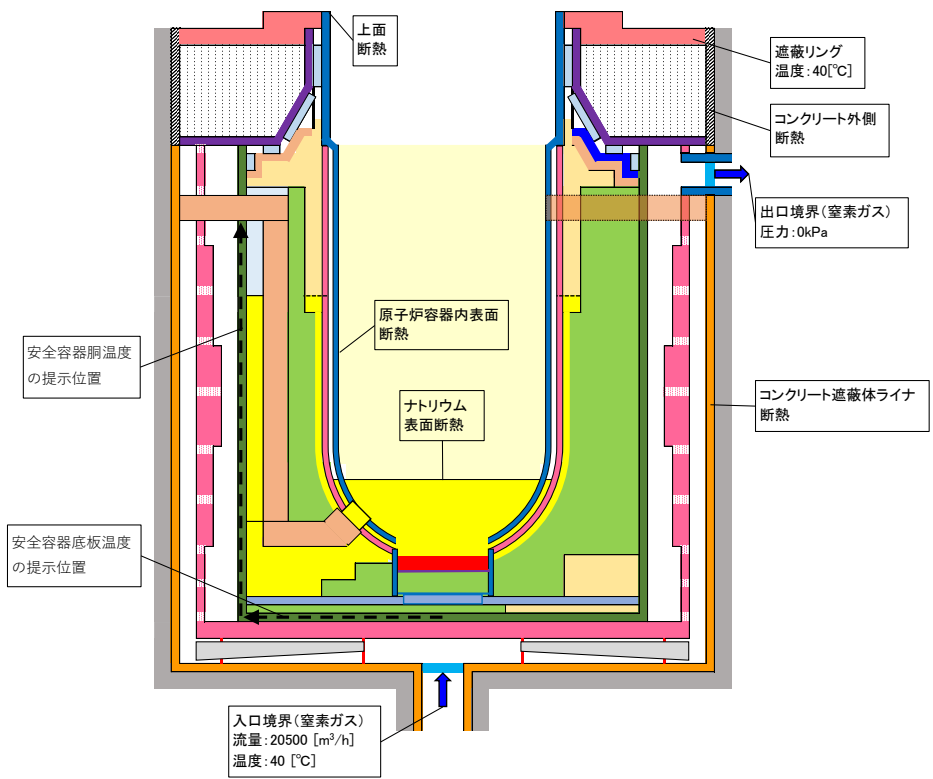 上面
断熱
遮蔽リング
温度：40[℃]
コンクリート外側
断熱
出口境界（窒素ガス）
圧力：0kPa
原子炉容器内表面
断熱
安全容器胴温度
の提示位置
ナトリウム
表面断熱
コンクリート遮蔽体ライナ
断熱
安全容器底板温度
の提示位置
入口境界（窒素ガス）
流量：20500 [m³/h]
温度：40 [℃]